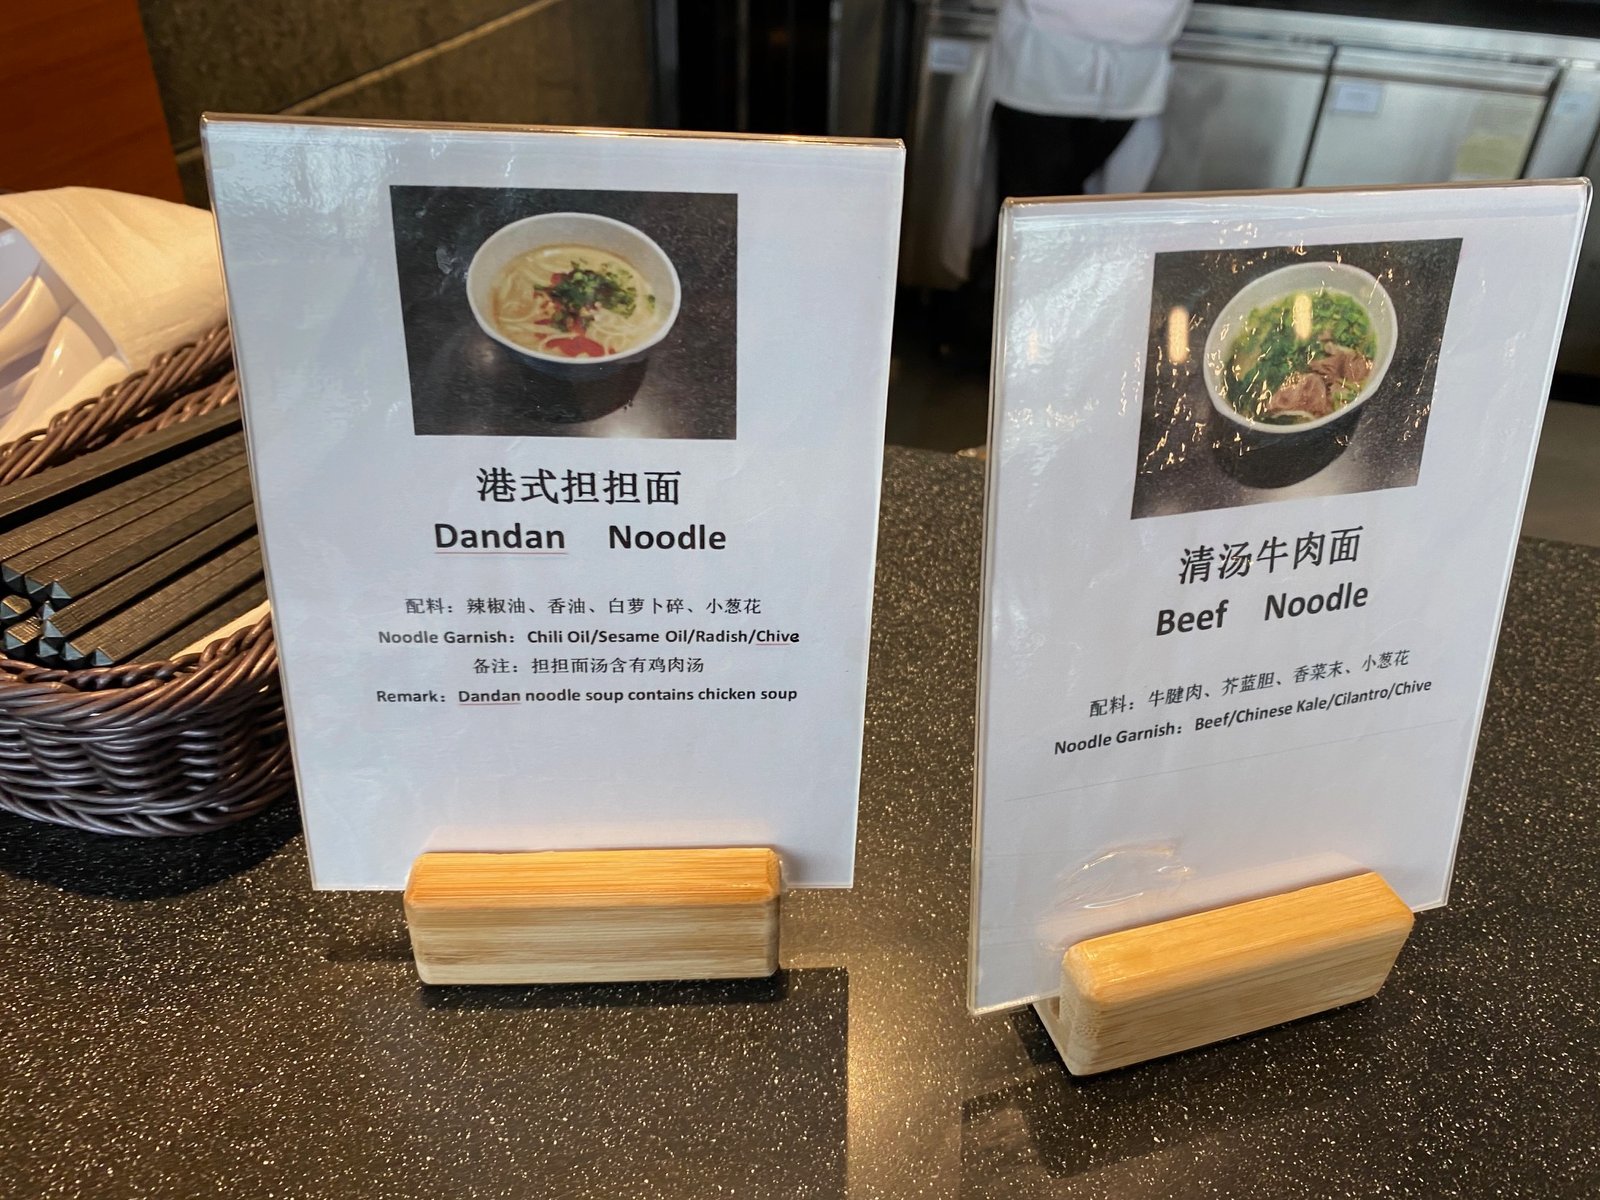 港式担担面
Dandan Noodle
配料：辣椒油、香油、白萝卜碎、小葱花
Noodle Garnish：Chili Oil/Sesame Oil/Radish/Chive
备注：担担面汤含有鸡肉汤
Remark：Dandan noodle soup contains chicken soup
清汤牛肉面
Beef Noodle
配料：牛腱肉、芥蓝胆、香菜末、小葱花
Noodle Garnish：Beef/Chinese Kale/Cilantro/Chive